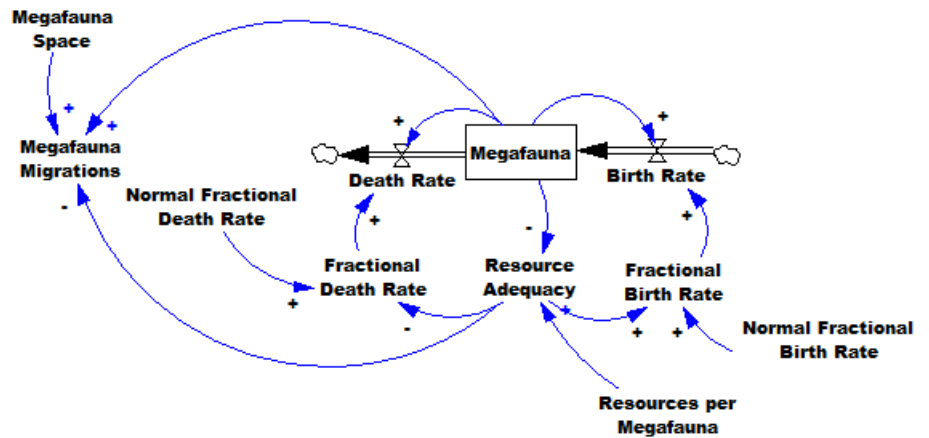 Megafauna
Space
+
+
Megafauna
Migrations
-
+
Megafauna
+
Death Rate
Birth Rate
Normal Fractional
Death Rate
+
-
+
Fractional
Death Rate
Resource
Adequacy
Fractional
Birth Rate
+
-
+
+
+
Normal Fractional
Birth Rate
Resources per
Megafauna